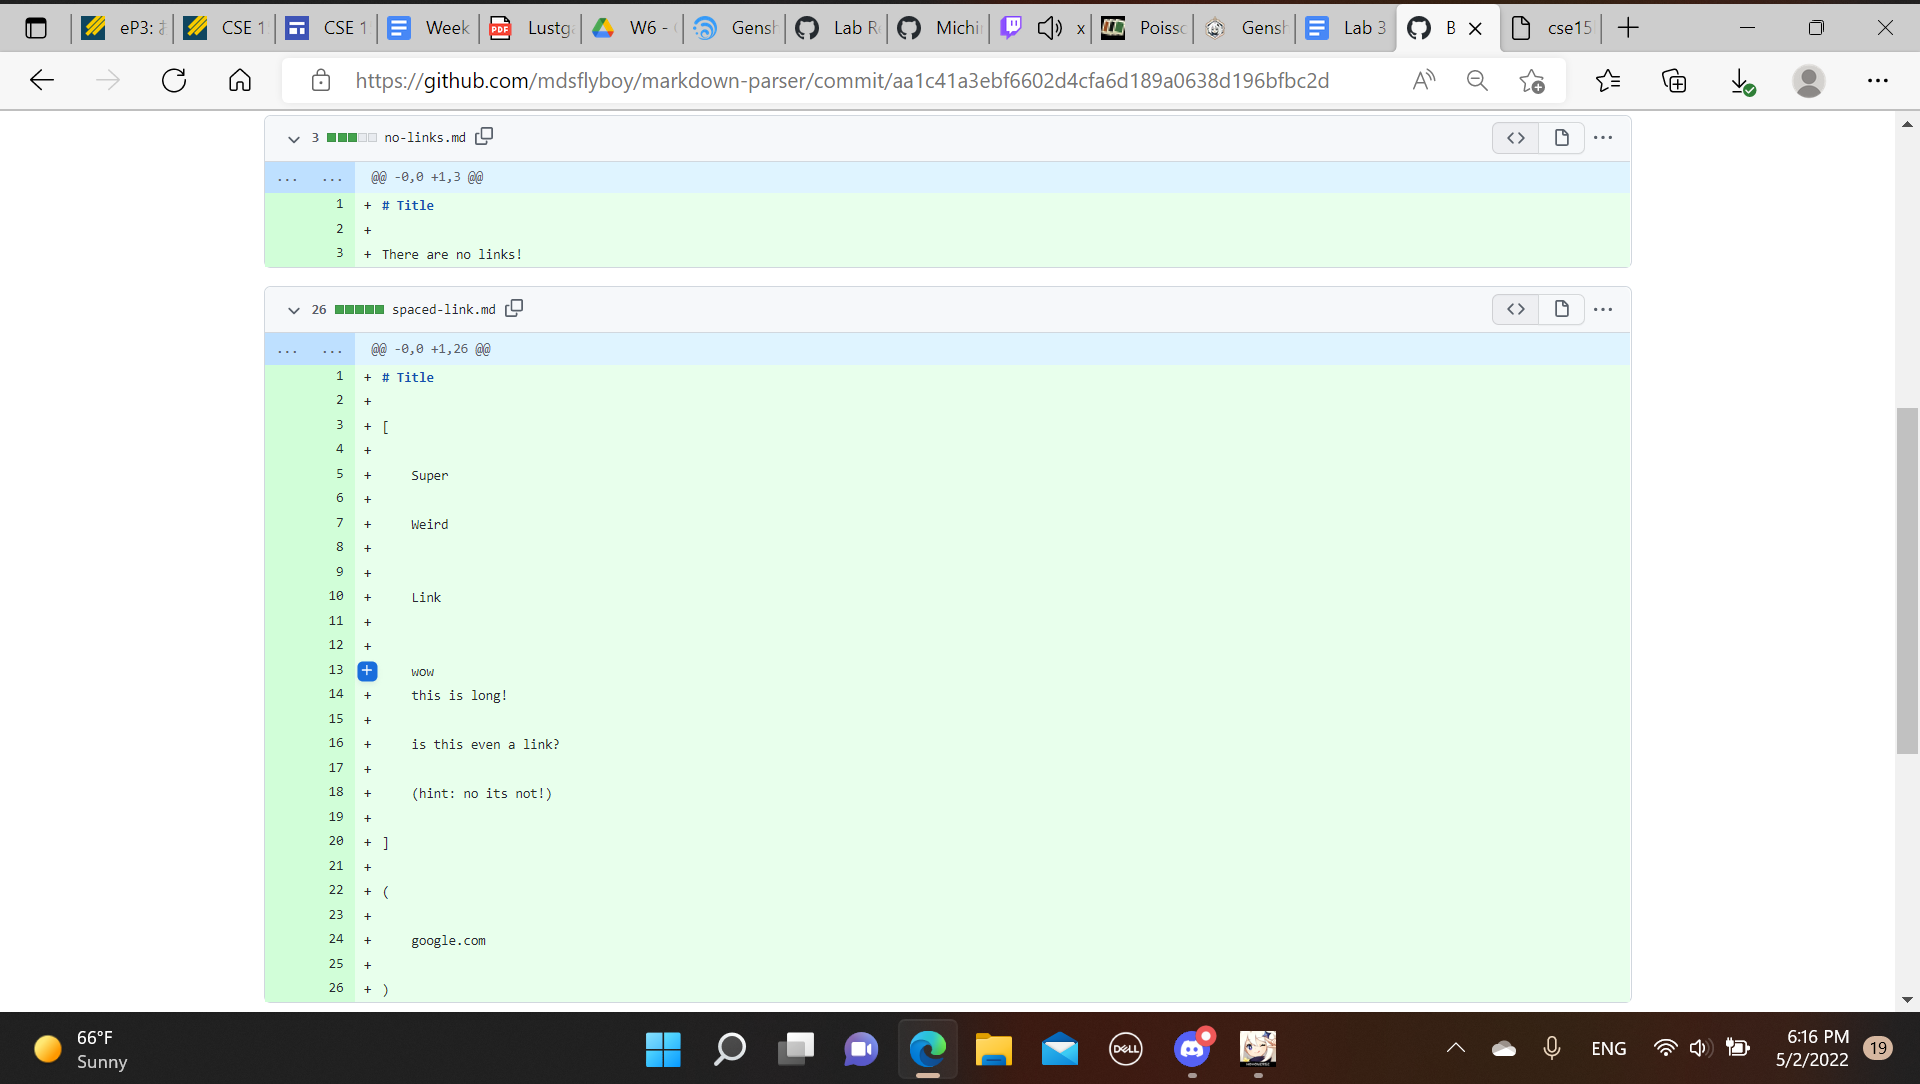 eP3: お
CSE 1
CSE 1
Week
Lustga
W6 -
Gensh
Lab Re
Michi
x
Poisso
Gensh
Lab 3
B
cse15
https://github.com/mdsflyboy/markdown-parser/commit/aa1c41a3ebf6602d4cfa6d189a0638d196bfbc2d
3 no-links.md
... ... @@ -0,0 +1,3 @@
1 + # Title
2 +
3 + There are no links!
26 spaced-link.md
... ... @@ -0,0 +1,26 @@
1 + # Title
2 +
3 + [
4 +
5 + Super
6 +
7 + Weird
8 +
9 +
10 + Link
11 +
12 +
13 + wow
14 + this is long!
15 +
16 + is this even a link?
17 +
18 + (hint: no its not!)
19 +
20 + ]
21 +
22 + (
23 +
24 + google.com
25 +
26 + )
66°F
Sunny
DELL
ENG
6:16 PM
5/2/2022
19